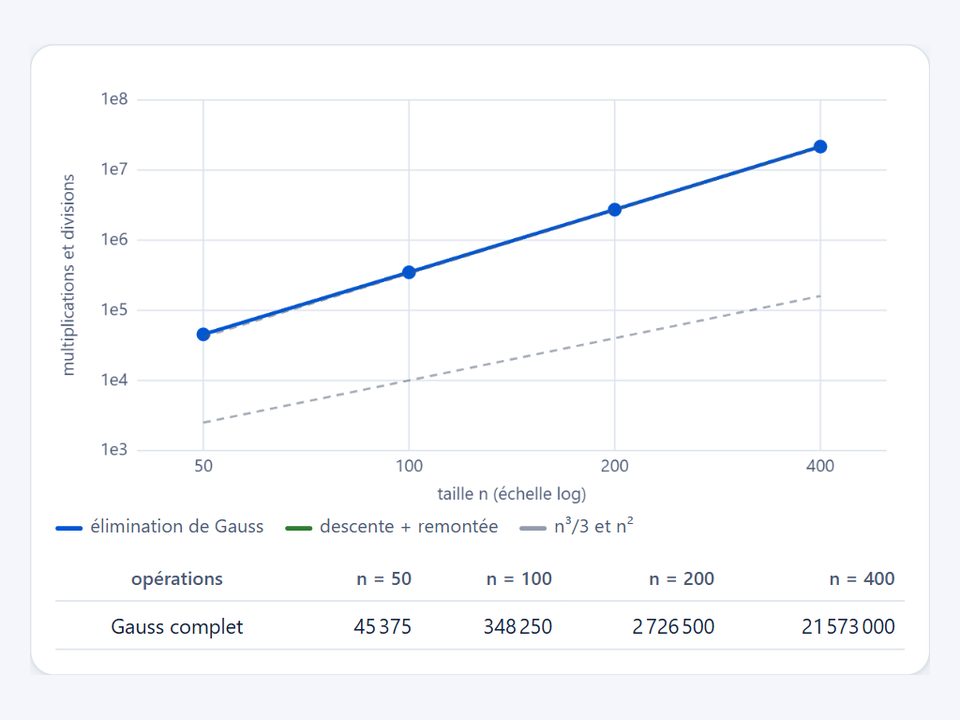 1e8
1e7
1e6
1e5
1e4
1e3
multiplications et divisions
50 100 200 400
taille n (échelle log)
élimination de Gauss descente + remontée n³/3 et n²
opérations n = 50 n = 100 n = 200 n = 400
Gauss complet 45 375 348 250 2 726 500 21 573 000